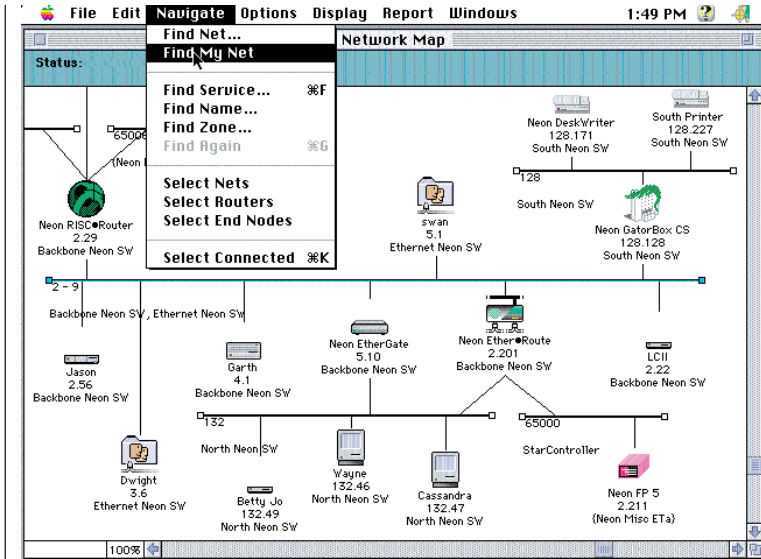 File Edit Navigate Options Display Report Windows 1:49 PM
Network Map
Status:
Find Net...
Find My Net
Find Service... ⌘F
Find Name...
Find Zone...
Find Again ⌘G
Select Nets
Select Routers
Select End Nodes
Select Connected ⌘K
65006
(Neon
Neon DeskWriter
128.171
South Neon SW
South Printer
128.227
South Neon SW
128
South Neon SW
Neon RISC●Router
2.29
Backbone Neon SW
swan
5.1
Ethernet Neon SW
Neon GatorBox CS
128.128
South Neon SW
2 - 9
Backbone Neon SW, Ethernet Neon SW
Jason
2.56
Backbone Neon SW
Garth
4.1
Backbone Neon SW
Neon EtherGate
5.10
Backbone Neon SW
Neon Ether●Route
2.201
Backbone Neon SW
LCII
2.22
Backbone Neon SW
132
North Neon SW
65000
StarController
Dwight
3.6
Ethernet Neon SW
Betty Jo
132.49
North Neon SW
Wayne
132.46
North Neon SW
Cassandra
132.47
North Neon SW
Neon FP 5
2.211
{Neon Misc ETa}
100%